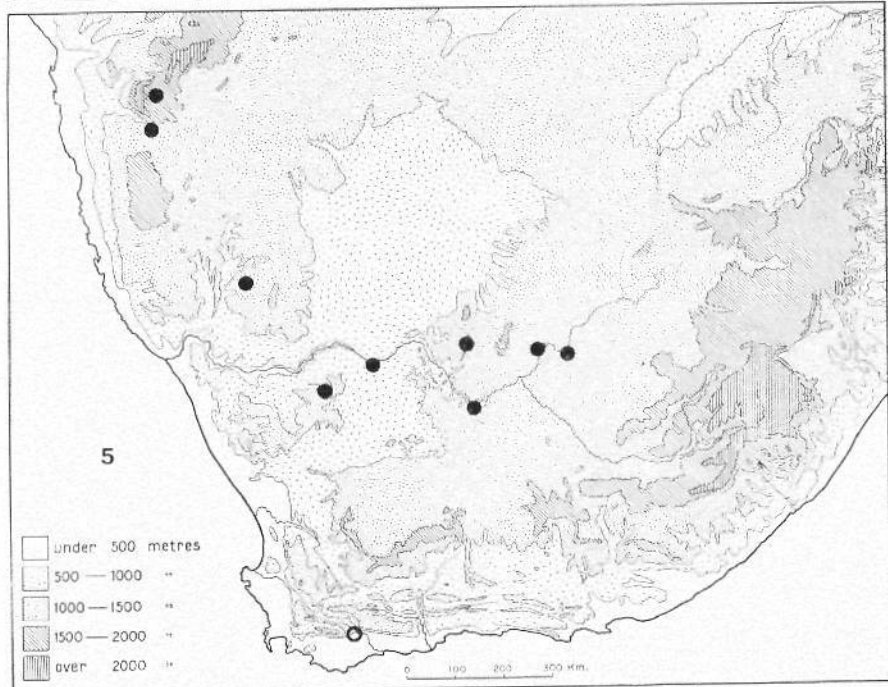 5
under 500 metres
500 — 1000 "
1000 — 1500 "
1500 — 2000 "
over 2000 "
0 100 200 300 Km.